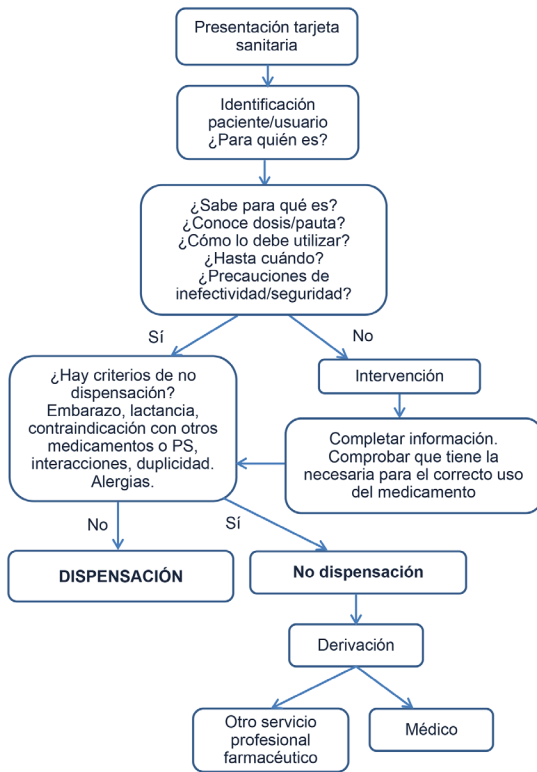 Presentación tarjeta
sanitaria
Identificación
paciente/usuario
¿Para quién es?
¿Sabe para qué es?
¿Conoce dosis/pauta?
¿Cómo lo debe utilizar?
¿Hasta cuándo?
¿Precauciones de
inefectividad/seguridad?
Sí
No
¿Hay criterios de no
dispensación?
Embarazo, lactancia,
contraindicación con otros
medicamentos o PS,
interacciones, duplicidad.
Alergias.
Intervención
Completar información.
Comprobar que tiene la
necesaria para el correcto uso
del medicamento
No
Sí
DISPENSACIÓN
No dispensación
Derivación
Otro servicio
profesional
farmacéutico
Médico